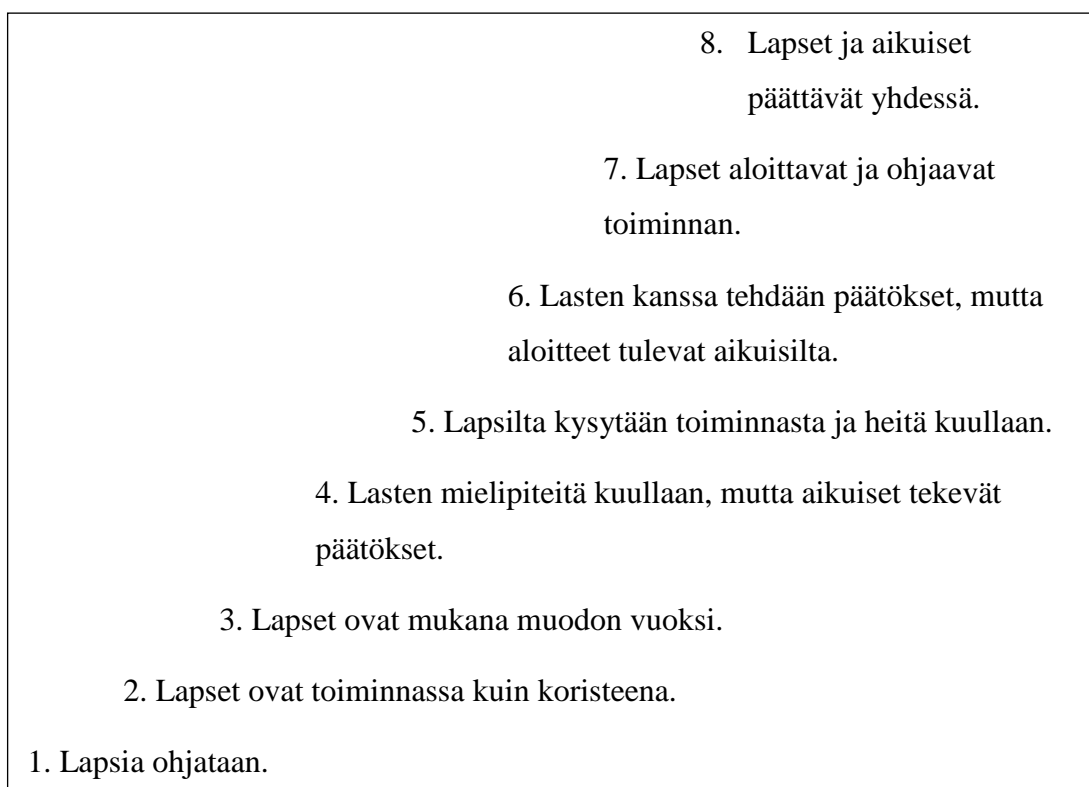 8. Lapset ja aikuiset
päättävät yhdessä.
7. Lapset aloittavat ja ohjaavat
toiminnan.
6. Lasten kanssa tehdään päätökset, mutta
aloitteet tulevat aikuisilta.
5. Lapsilta kysytään toiminnasta ja heitä kuullaan.
4. Lasten mielipiteitä kuullaan, mutta aikuiset tekevät
päätökset.
3. Lapset ovat mukana muodon vuoksi.
2. Lapset ovat toiminnassa kuin koristeena.
1. Lapsia ohjataan.